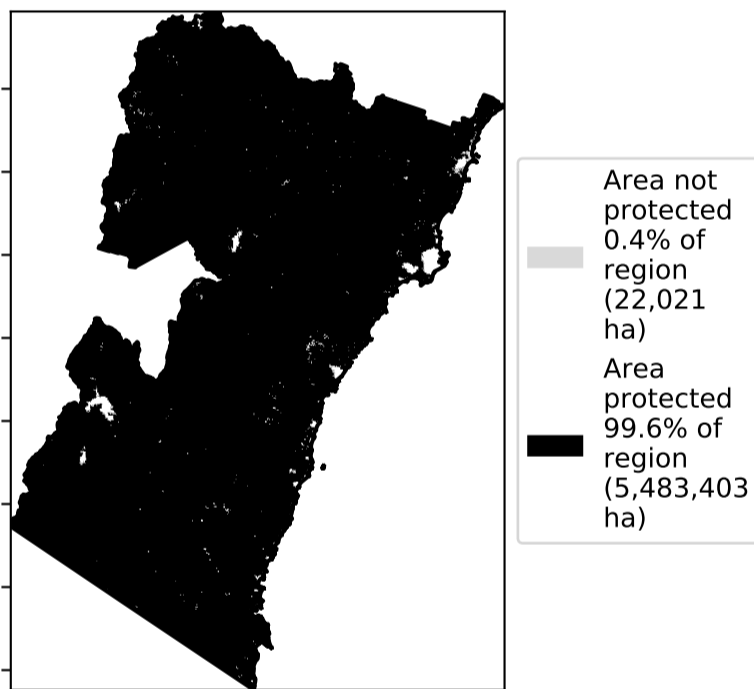 Area not
protected
0.4% of
region
(22,021
ha)
Area
protected
99.6% of
region
(5,483,403
ha)